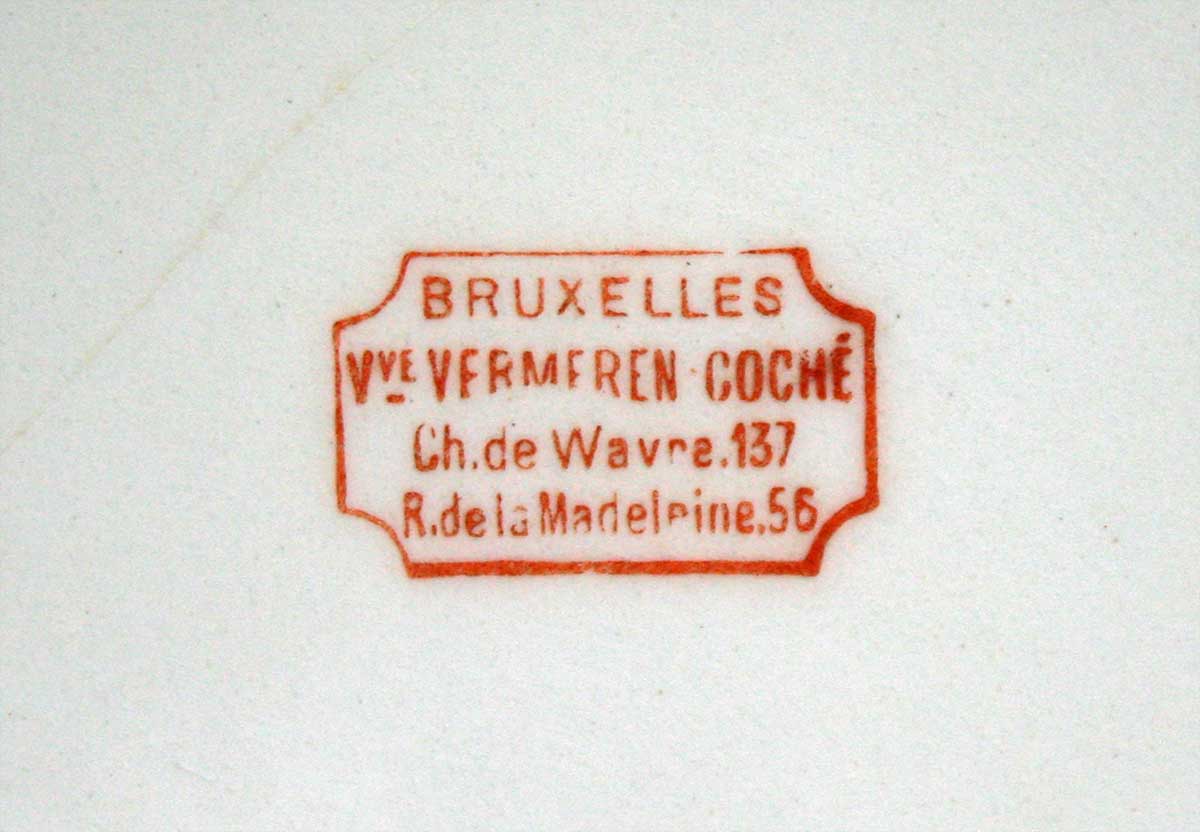 BRUXELLES
VVE VERMEREN-COCHÉ
Ch.de Wavre.137
R.de la Madeleine.56